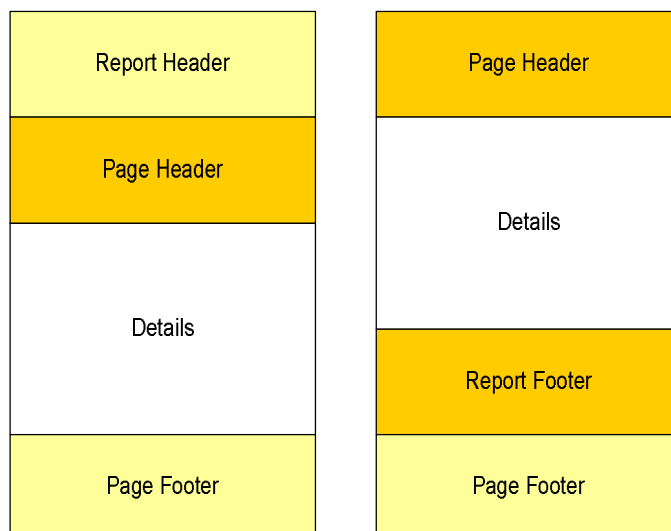 Report Header
Page Header
Details
Page Footer
Page Header
Details
Report Footer
Page Footer